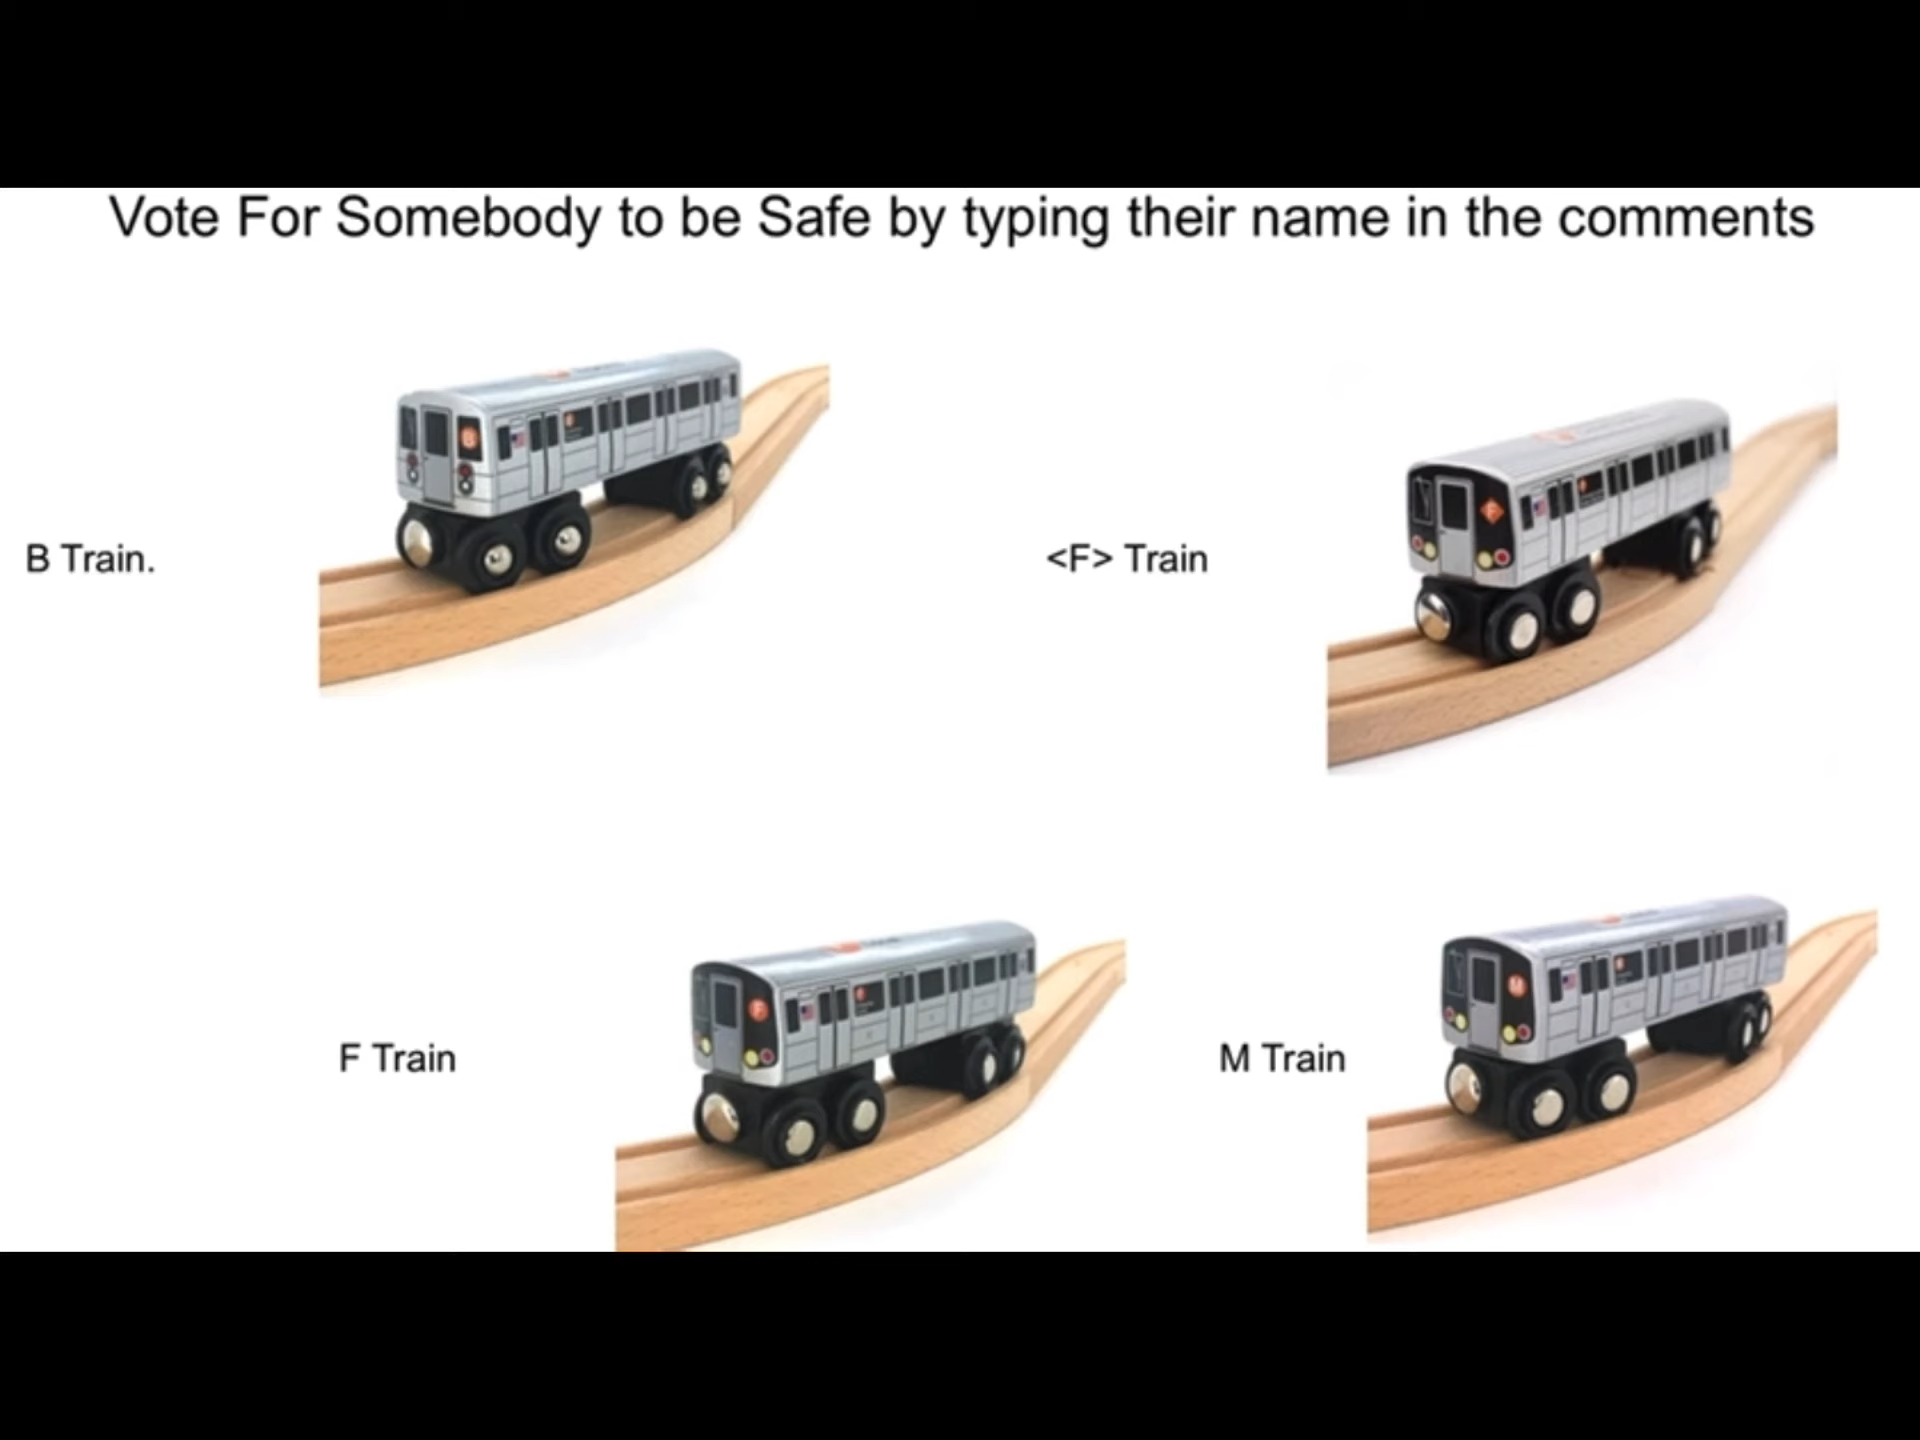 Vote For Somebody to be Safe by typing their name in the comments
B Train.
B
<F> Train
F
F Train
F
M Train
M